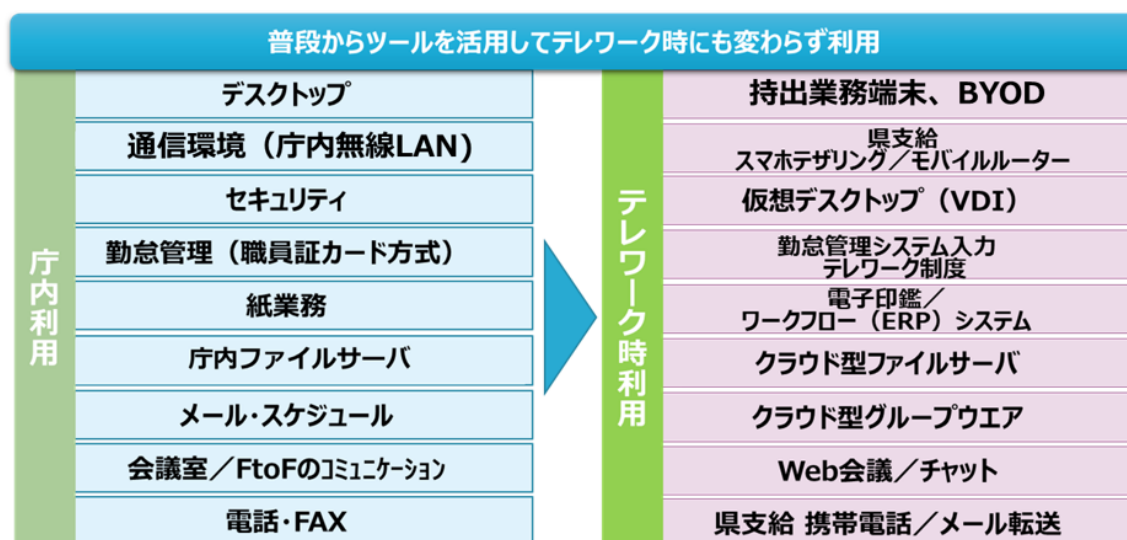 普段からツールを活用してテレワーク時にも変わらず利用
庁内利用
デスクトップ
通信環境（庁内無線LAN)
セキュリティ
勤怠管理（職員証カード方式）
紙業務
庁内ファイルサーバ
メール・スケジュール
会議室／FtoFのｺﾐｭﾆｹｰｼｮﾝ
電話・FAX
テレワーク時利用
持出業務端末、BYOD
県支給
スマホテザリング／モバイルルーター
仮想デスクトップ（VDI）
勤怠管理システム入力
テレワーク制度
電子印鑑／
ワークフロー（ERP）システム
クラウド型ファイルサーバ
クラウド型グループウエア
Web会議／チャット
県支給 携帯電話／メール転送